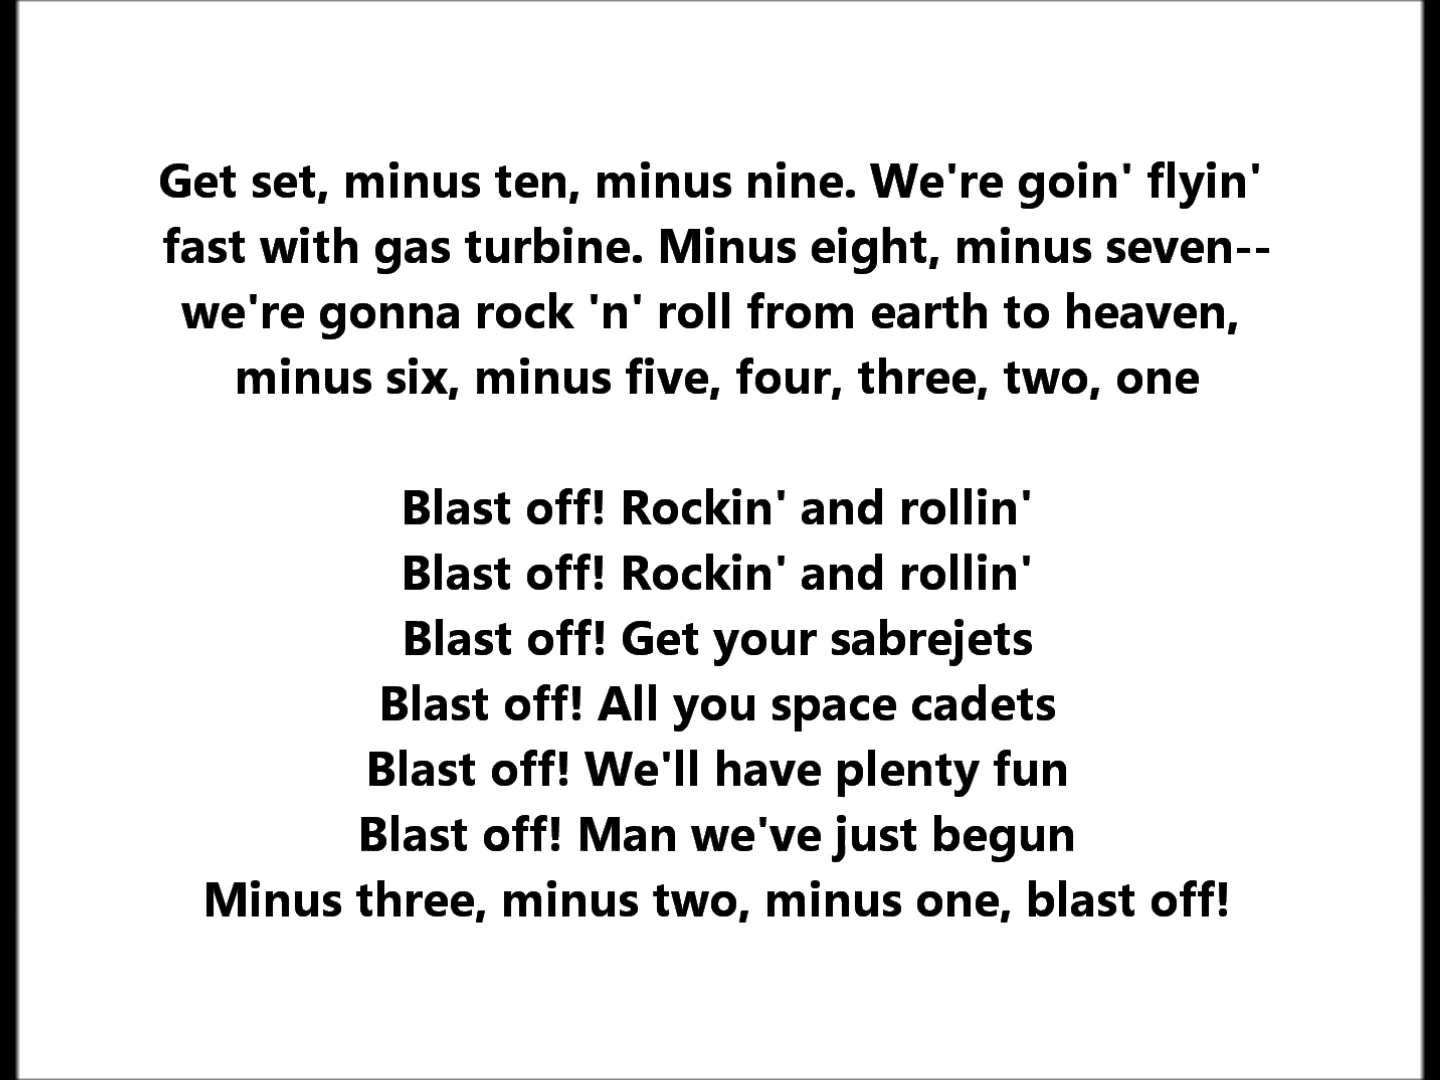 Get set, minus ten, minus nine. We're goin' flyin'
fast with gas turbine. Minus eight, minus seven--
we're gonna rock 'n' roll from earth to heaven,
minus six, minus five, four, three, two, one
Blast off! Rockin' and rollin'
Blast off! Rockin' and rollin'
Blast off! Get your sabrejets
Blast off! All you space cadets
Blast off! We'll have plenty fun
Blast off! Man we've just begun
Minus three, minus two, minus one, blast off!